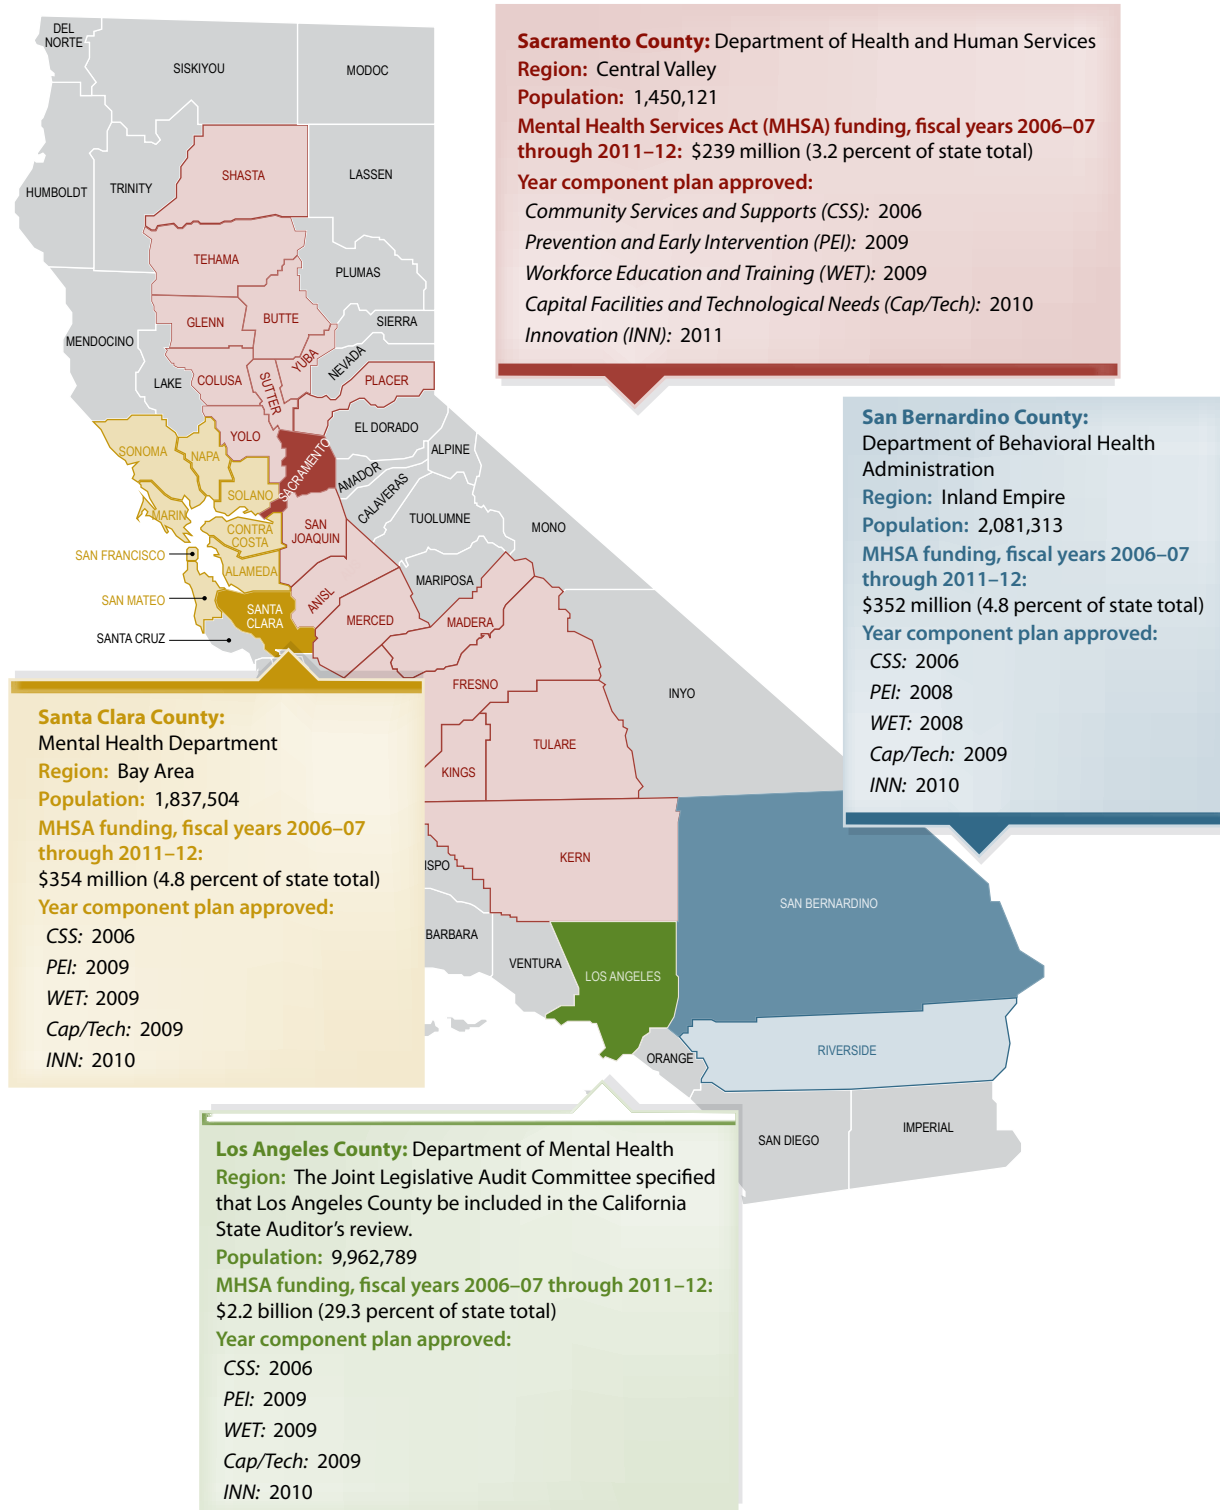 DEL
NORTE
SISKIYOU
MODOC
HUMBOLDT
TRINITY
SHASTA
LASSEN
TEHAMA
PLUMAS
MENDOCINO
GLENN
BUTTE
SIERRA
LAKE
COLUSA
SUTTER
YUBA
NEVADA
PLACER
YOLO
EL DORADO
SONOMA
NAPA
SACRAMENTO
ALPINE
AMADOR
SOLANO
CALAVERAS
MARIN
CONTRA
COSTA
SAN
JOAQUIN
TUOLUMNE
MONO
SAN FRANCISCO
ALAMEDA
MARIPOSA
SAN MATEO
SANTA
CLARA
ANISL
MERCED
MADERA
SANTA CRUZ
FRESNO
INYO
TULARE
KINGS
KERN
ISPO
SAN BERNARDINO
BARBARA
VENTURA
LOS ANGELES
ORANGE
RIVERSIDE
SAN DIEGO
IMPERIAL
Sacramento County: Department of Health and Human Services
Region: Central Valley
Population: 1,450,121
Mental Health Services Act (MHSA) funding, fiscal years 2006–07
through 2011–12: $239 million (3.2 percent of state total)
Year component plan approved:
Community Services and Supports (CSS): 2006
Prevention and Early Intervention (PEI): 2009
Workforce Education and Training (WET): 2009
Capital Facilities and Technological Needs (Cap/Tech): 2010
Innovation (INN): 2011
San Bernardino County:
Department of Behavioral Health
Administration
Region: Inland Empire
Population: 2,081,313
MHSA funding, fiscal years 2006–07
through 2011–12:
$352 million (4.8 percent of state total)
Year component plan approved:
CSS: 2006
PEI: 2008
WET: 2008
Cap/Tech: 2009
INN: 2010
Santa Clara County:
Mental Health Department
Region: Bay Area
Population: 1,837,504
MHSA funding, fiscal years 2006–07
through 2011–12:
$354 million (4.8 percent of state total)
Year component plan approved:
CSS: 2006
PEI: 2009
WET: 2009
Cap/Tech: 2009
INN: 2010
Los Angeles County: Department of Mental Health
Region: The Joint Legislative Audit Committee specified
that Los Angeles County be included in the California
State Auditor’s review.
Population: 9,962,789
MHSA funding, fiscal years 2006–07 through 2011–12:
$2.2 billion (29.3 percent of state total)
Year component plan approved:
CSS: 2006
PEI: 2009
WET: 2009
Cap/Tech: 2009
INN: 2010